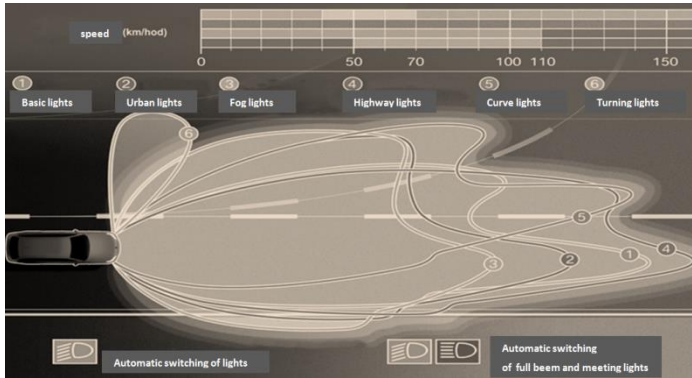 speed (km/hod)
0 50 70 100 110 150
1 2 3 4 5 6
Basic lights Urban lights Fog lights Highway lights Curve lights Turning lights
6
5
4
1
2
3
Automatic switching of lights
Automatic switching
of full beem and meeting lights